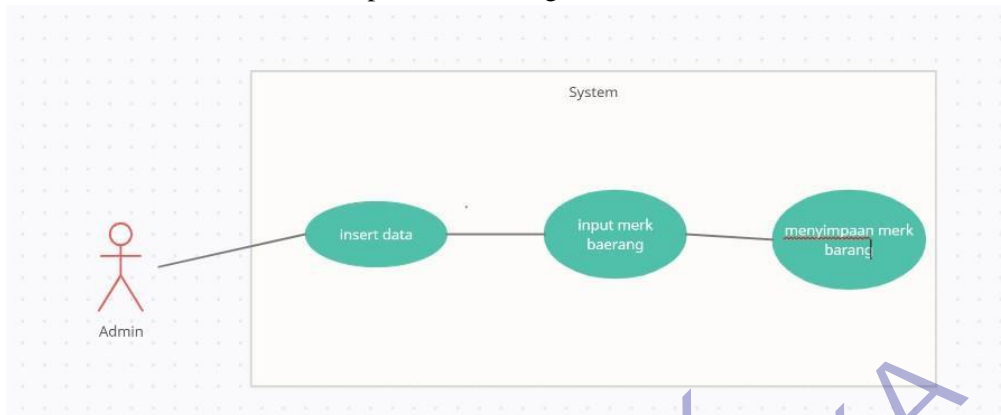 System
insert data
input merk
baerang
menyimpaan merk
barang
Admin